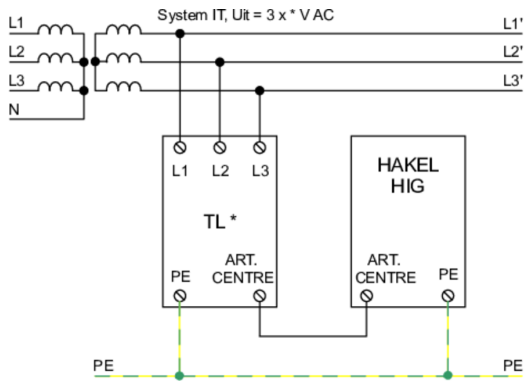 System IT, Uit = 3 x * V AC
L1
L1'
L2
L2'
L3
L3'
N
L1 L2 L3
HAKEL
HIG
TL *
ART.
PE CENTRE
ART.
CENTRE PE
PE
PE